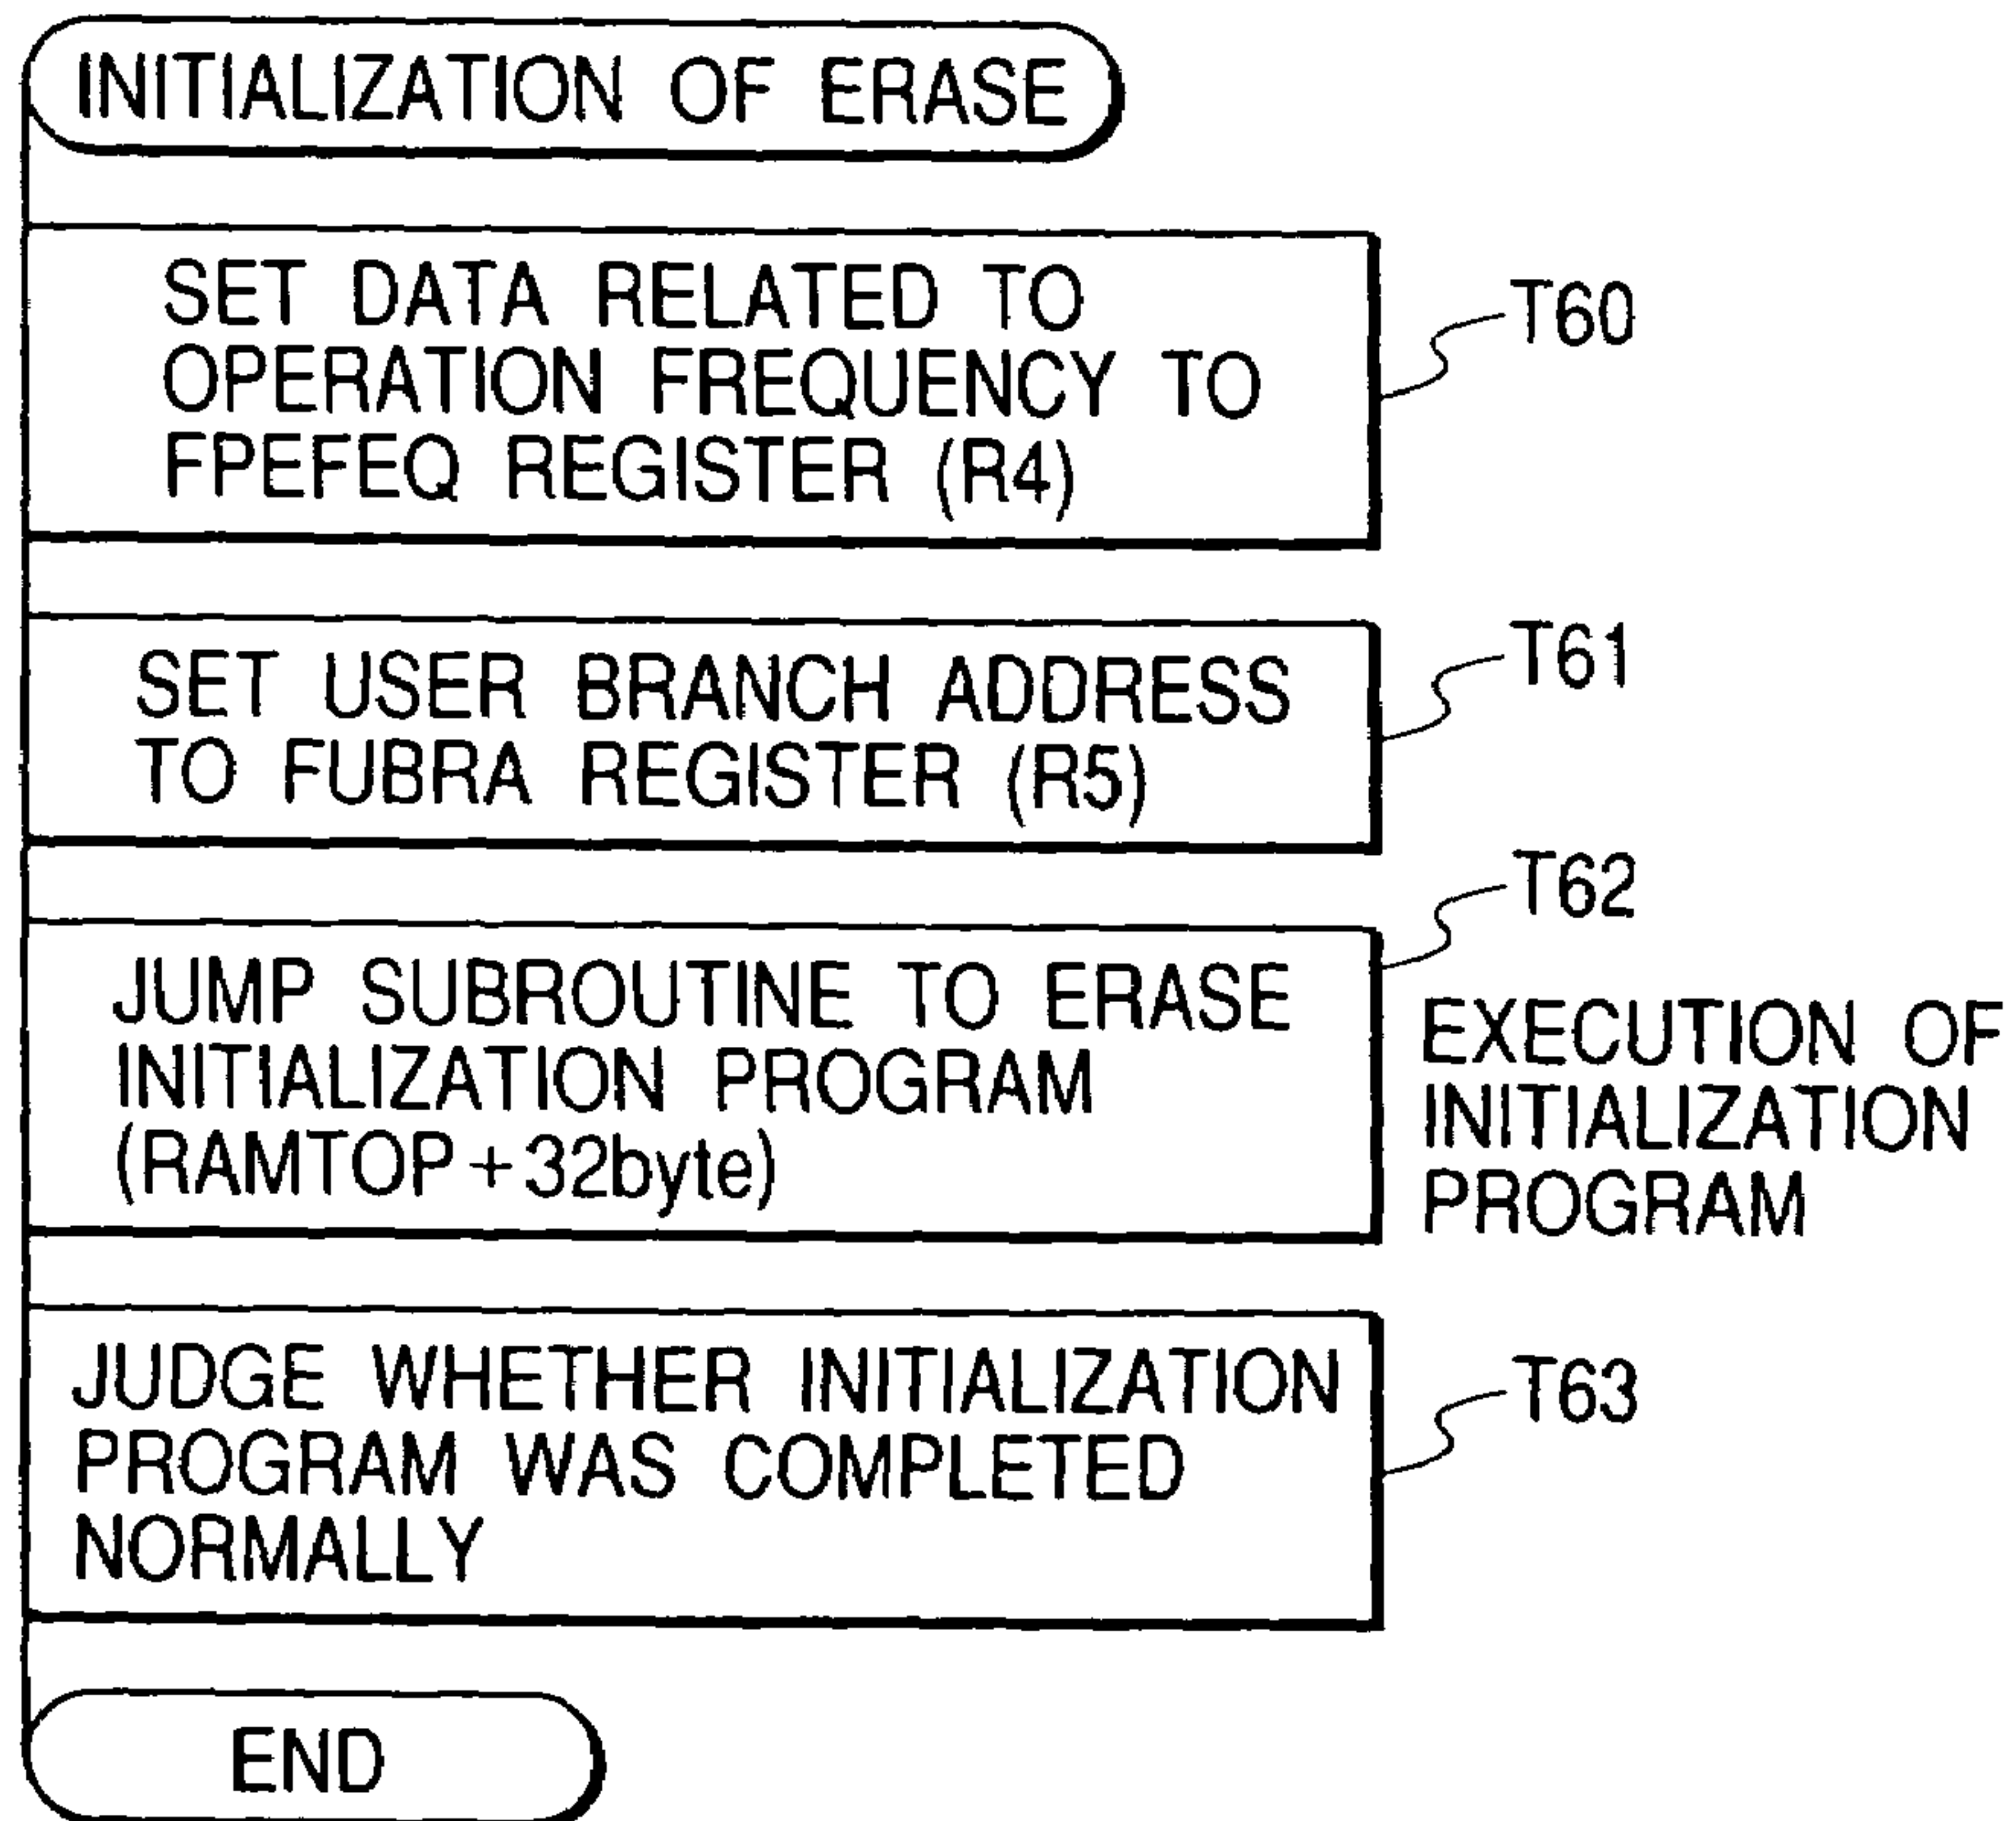 INITIALIZATION OF ERASE
SET DATA RELATED TO
OPERATION FREQUENCY TO
FPEFEQ REGISTER (R4)
T60
SET USER BRANCH ADDRESS
TO FUBRA REGISTER (R5)
T61
JUMP SUBROUTINE TO ERASE
INITIALIZATION PROGRAM
(RAMTOP+32byte)
T62
EXECUTION OF
INITIALIZATION
PROGRAM
JUDGE WHETHER INITIALIZATION
PROGRAM WAS COMPLETED
NORMALLY
T63
END